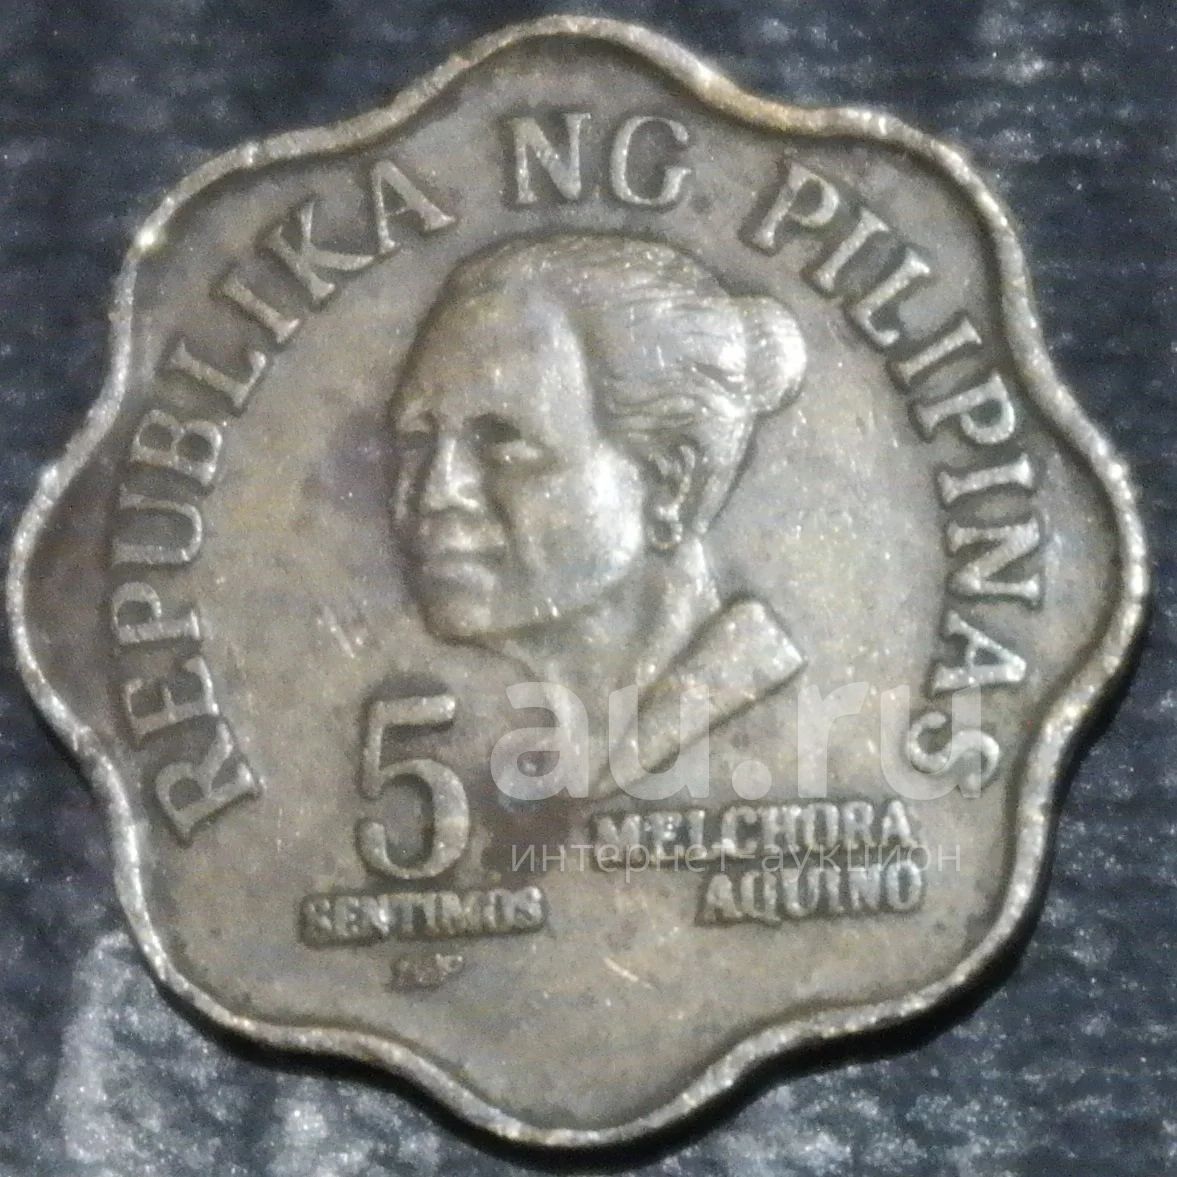 REPUBLIKA NG PILIPINAS
5
SENTIMOS
MELCHORA
AQUINO
au.ru
интернет-аукцион